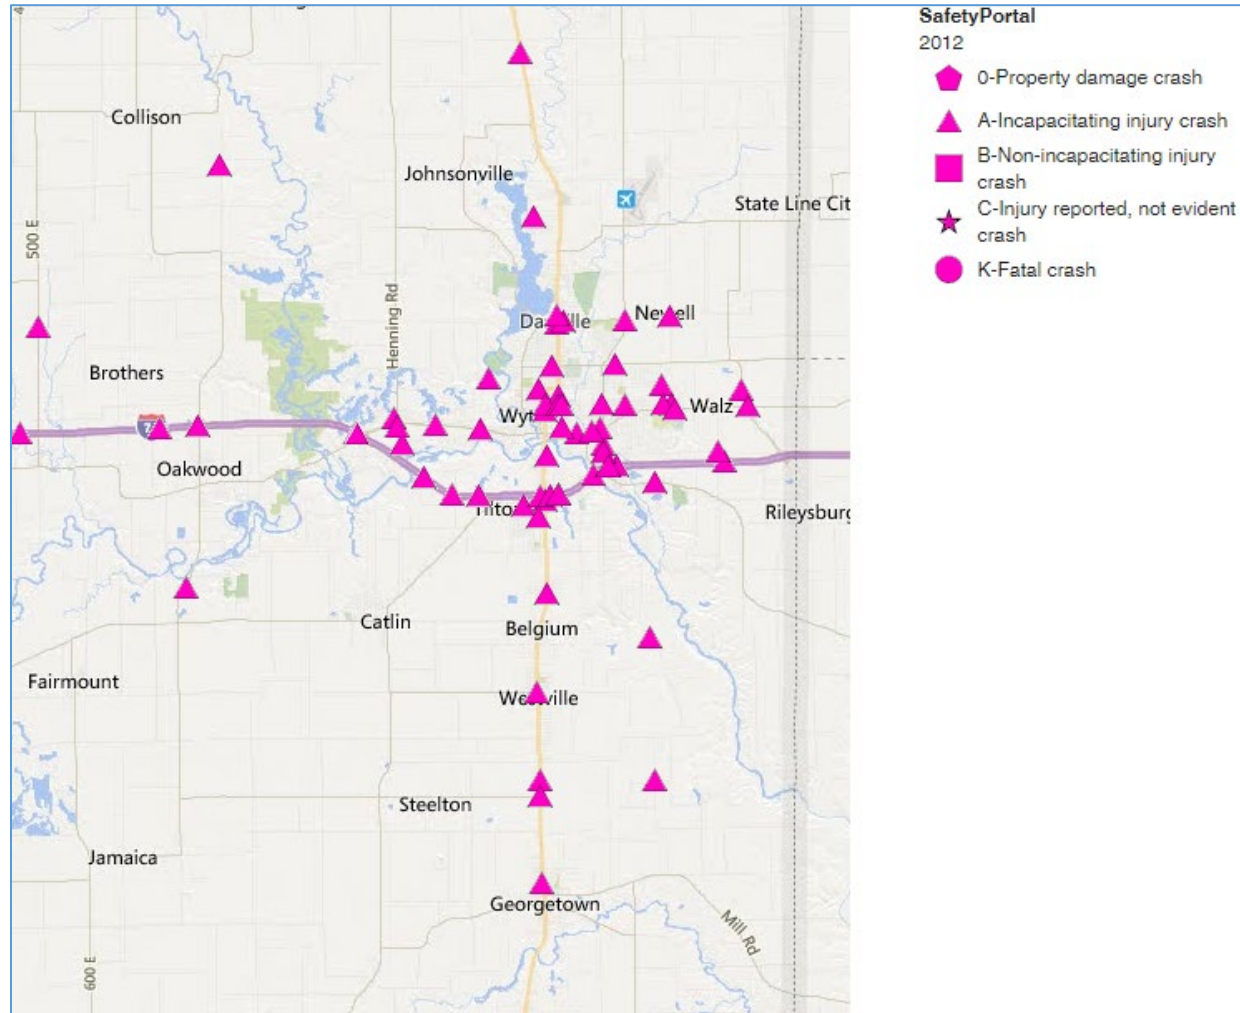 SafetyPortal
2012
0-Property damage crash
A-Incapacitating injury crash
B-Non-incapacitating injury
crash
C-Injury reported, not evident
crash
K-Fatal crash
Collison
Johnsonville
State Line Cit
500 E
Henning Rd
Brothers
Walz
Oakwood
Rileysburg
Catlin
Belgium
Fairmount
Steelton
Jamaica
Georgetown
Mill Rd
600 E